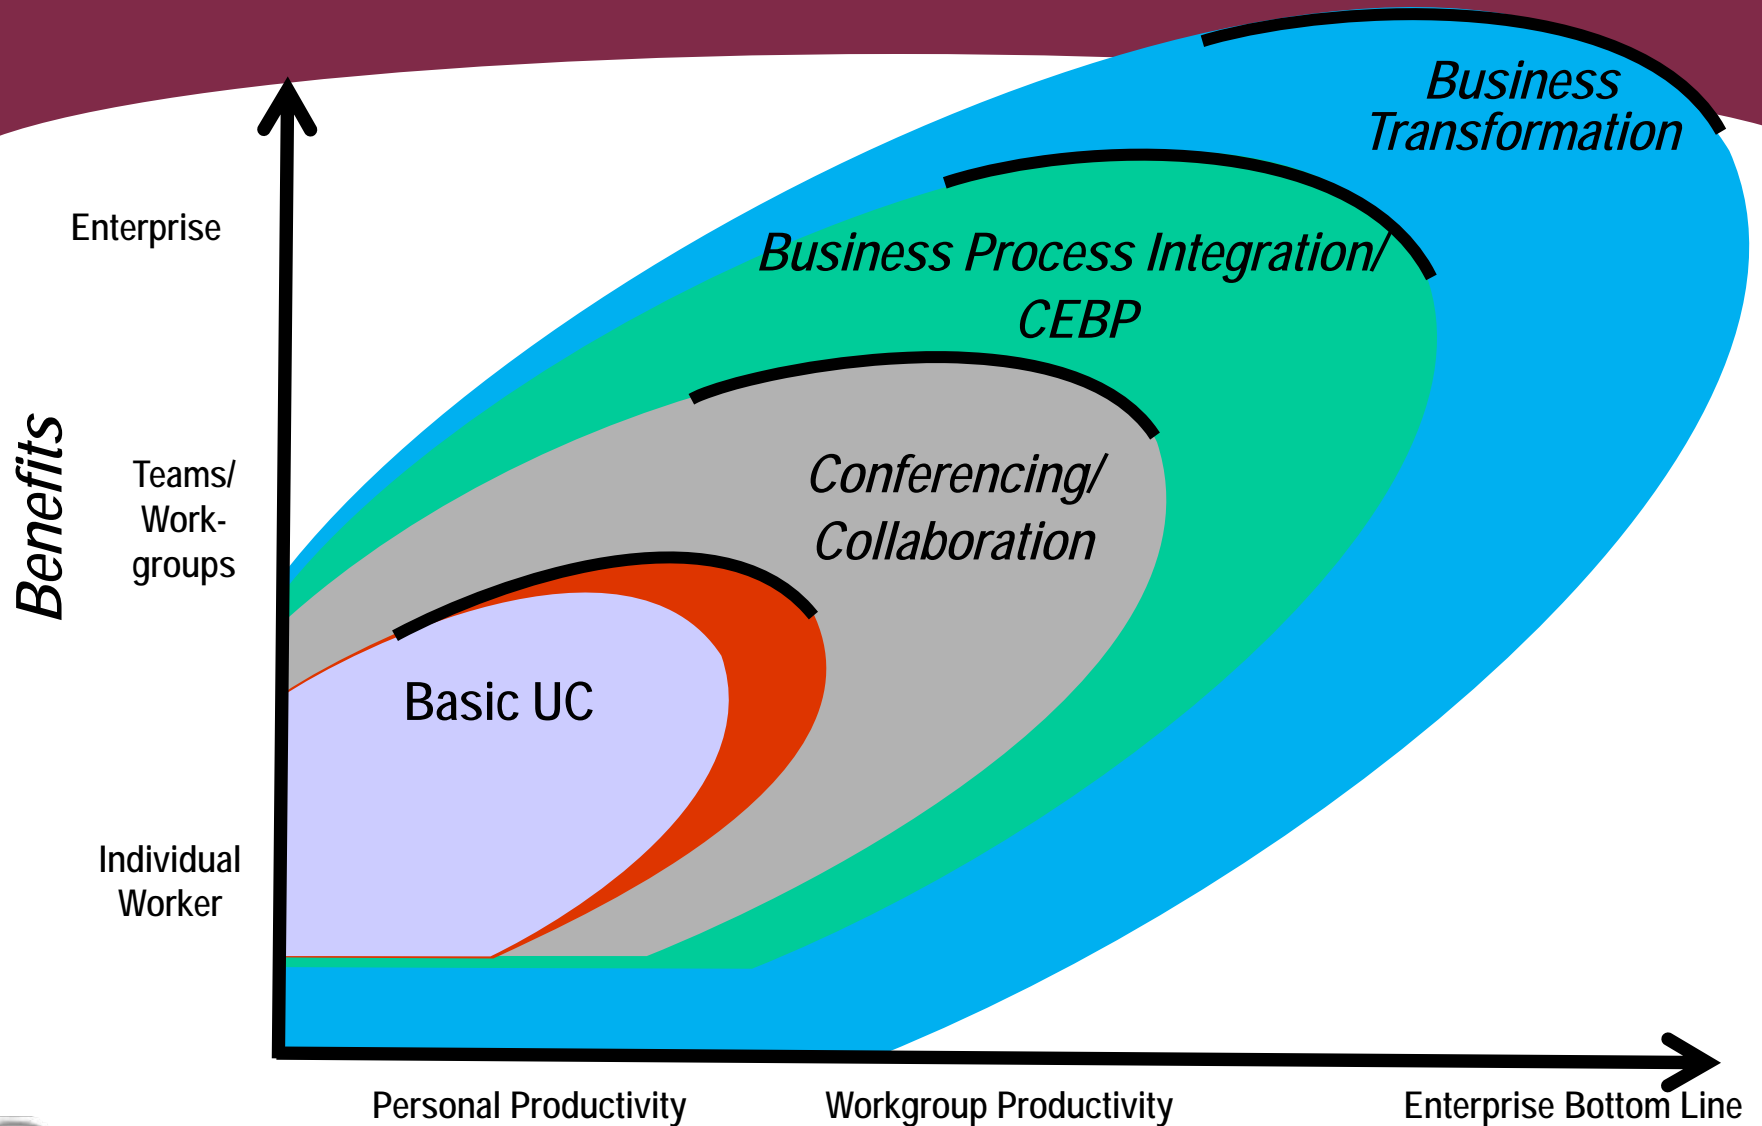 Business
Transformation
Enterprise
Business Process Integration/
CEBP
Benefits
Teams/
Work-
groups
Conferencing/
Collaboration
Basic UC
Individual
Worker
Personal Productivity
Workgroup Productivity
Enterprise Bottom Line